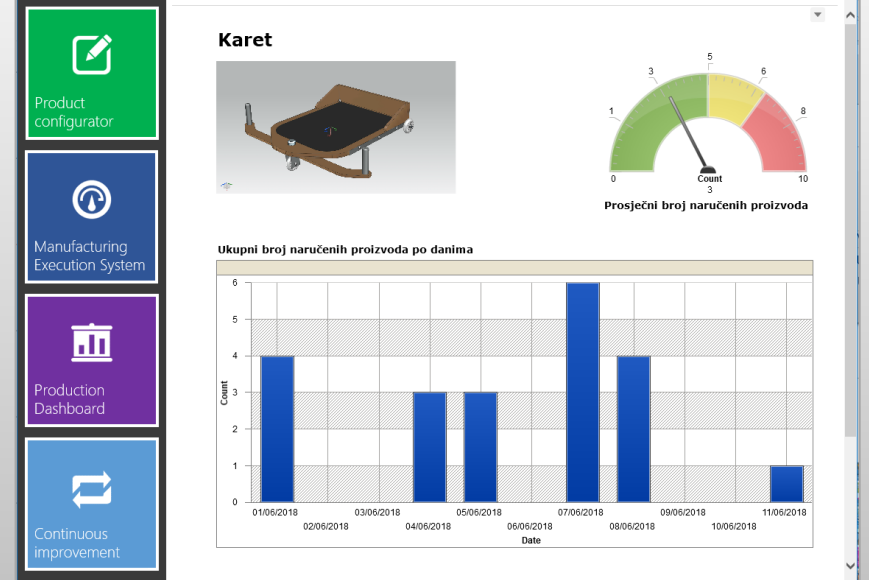 Product
configurator
Manufacturing
Execution System
Production
Dashboard
Continuous
improvement
Karet
0
1
3
5
6
8
10
Count
3
Prosječni broj naručenih proizvoda
Ukupni broj naručenih proizvoda po danima
Count
6
5
4
3
2
1
0
01/06/2018
02/06/2018
03/06/2018
04/06/2018
05/06/2018
06/06/2018
07/06/2018
08/06/2018
09/06/2018
10/06/2018
11/06/2018
Date